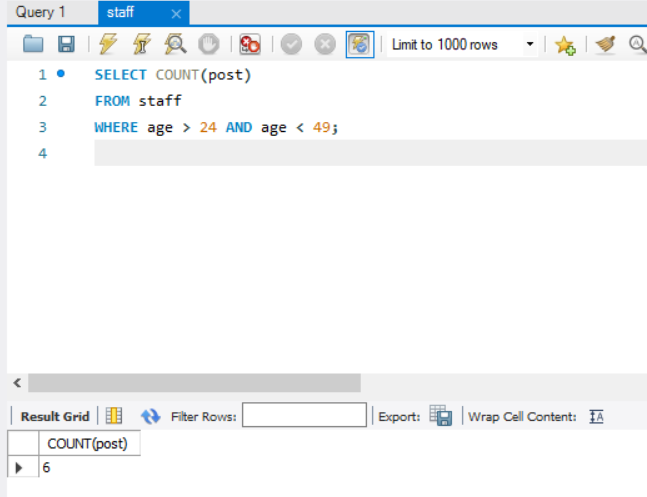 Query 1 staff
Limit to 1000 rows
1 SELECT COUNT(post)
2 FROM staff
3 WHERE age > 24 AND age < 49;
4
Result Grid Filter Rows: Export: Wrap Cell Content:
COUNT(post)
6